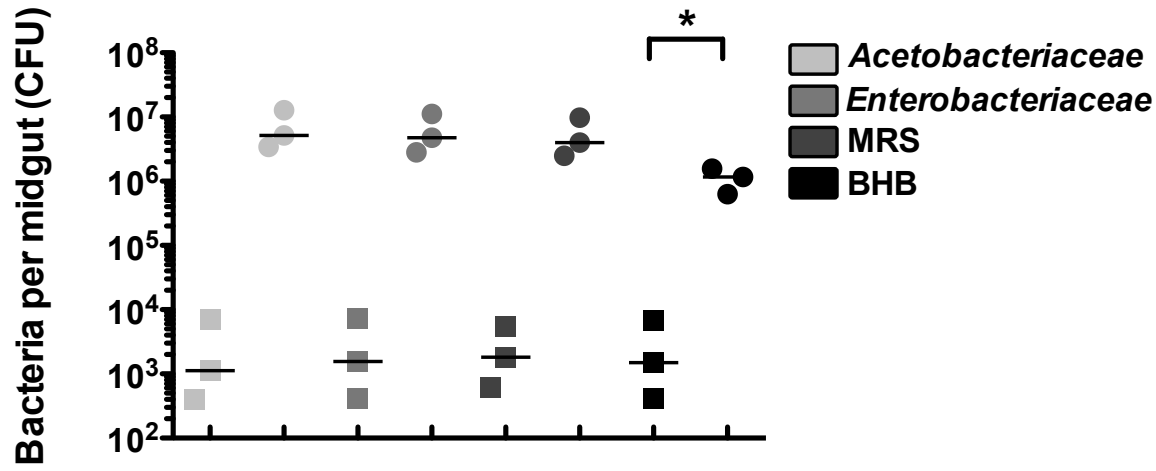 Bacteria per midgut (CFU)
10⁸
10⁷
10⁶
10⁵
10⁴
10³
10²
*
Acetobacteriaceae
Enterobacteriaceae
MRS
BHB